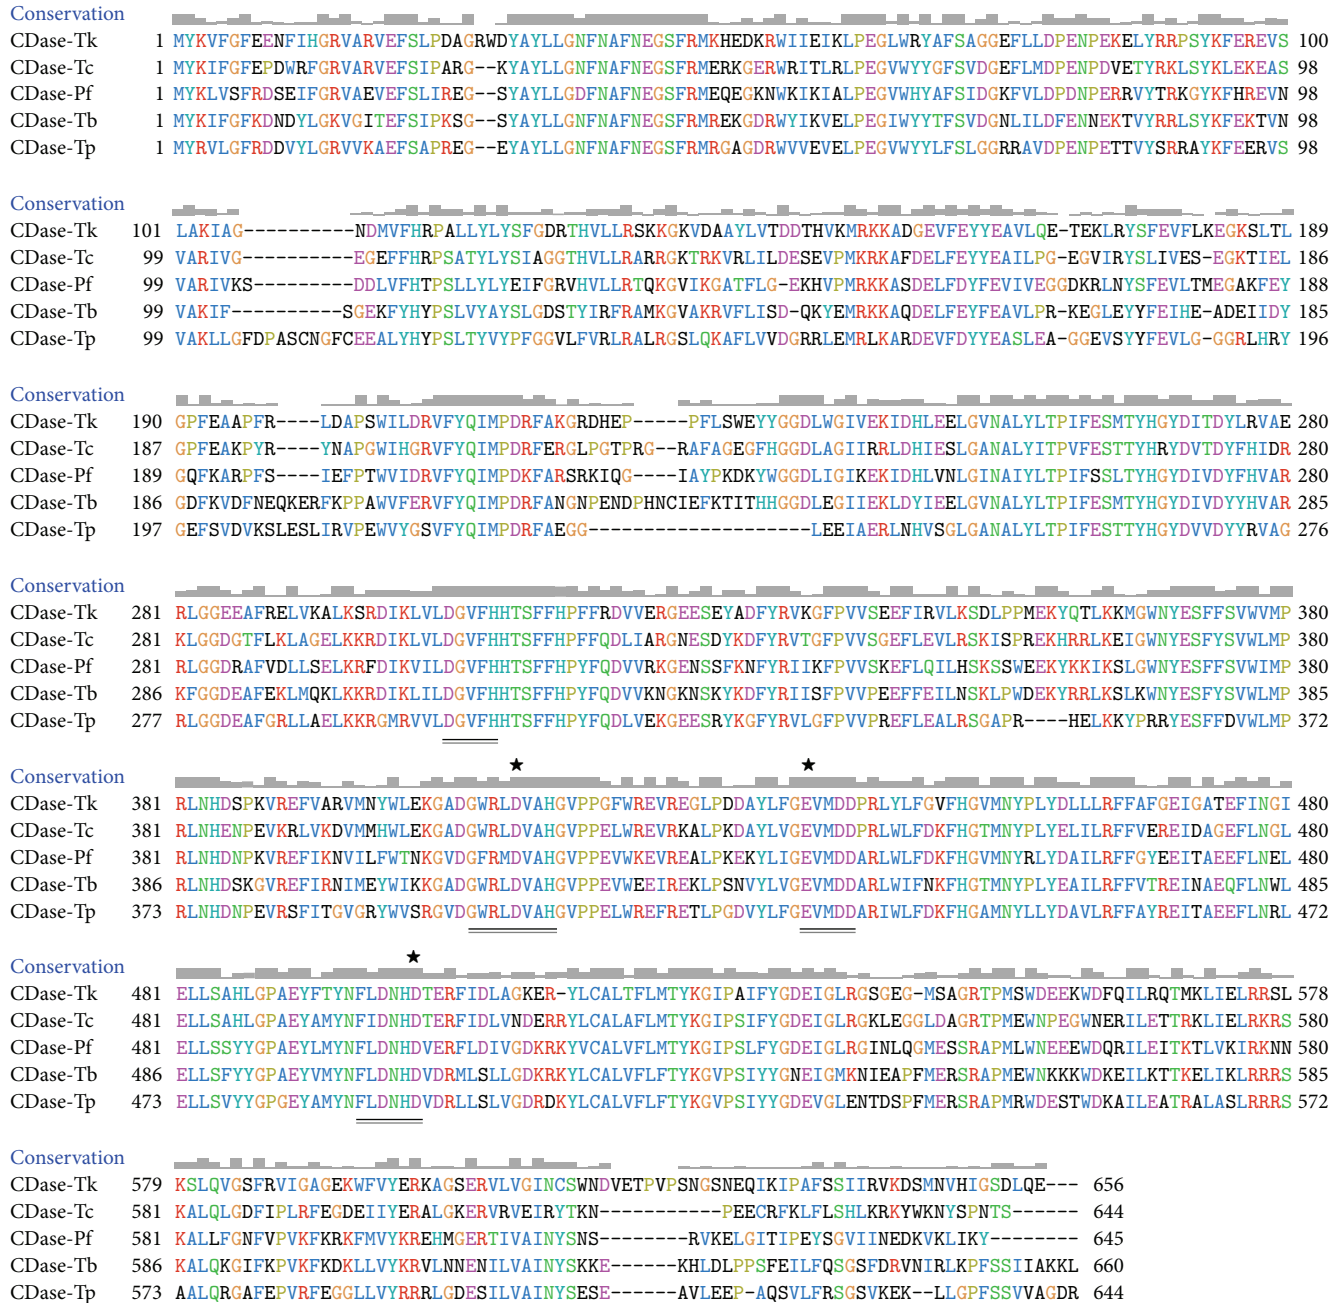 Conservation
CDase-Tk 1 MYKVFGFEENFIHGRVARVEFSLPDAGRWDYAYLLGNFNAFNEGSFRMKHEDKRWIIEIKLPEGLWRYAFSAGGEFLLDPENPEKELYRRPSYKFEREVS 100
CDase-Tc 1 MYKIFGFEPDWRFGRVARVEFSIPARG--KYAYLLGNFNAFNEGSFRMERKGERWRITLRLPEGVWYYGFSVDGEFLMDPENPDVETYRKLSYKLEKEAS 98
CDase-Pf 1 MYKLVSFRDSEIFGRVAEVEFSLIREG--SYAYLLGDFNAFNEGSFRMEQEGKNWKIKIALPEGVWHYAFSIDGKFVLDPDNPERRVYTRKGYKFHREVN 98
CDase-Tb 1 MYKIFGFKDNDYLGKVGITEFSIPKSG--SYAYLLGNFNAFNEGSFRMREKGDRWYIKVELPEGIWYYTFSVDGNLILDFENNEKTVYRRLSYKFEKTVN 98
CDase-Tp 1 MYRVLGFRDDVYLGRVVKAEFSAPREG--EYAYLLGNFNAFNEGSFRMRGAGDRWVVEVELPEGVWYYLFSLGGRRAVDPENPETTVYSRRAYKFEERVS 98
Conservation
CDase-Tk 101 LAKIAG----------NDMVFHRPALLYLYSFGDRTHVLLRSKKGKVDAAYLVTDDTHVKMRKKADGEVFEYYEAVLQE-TEKLRYSFEVFLKEGKSLTL 189
CDase-Tc 99 VARIVG----------EGEFFHRPSATYLYSIAGGTHVLLRARRGKTRKVRLILDESEVPMKRKAFDELFEYYEAILPG-EGVIRYSLIVES-EGKTIEL 186
CDase-Pf 99 VARIVKS---------DDLVFHTPSLLYLYEIFGRVHVLLRTQKGVIKGATFLG-EKHVPMRKKASDELFDYFEVIVEGGDKRLNYSFEVLTMEGAKFEY 188
CDase-Tb 99 VAKIF----------SGEKFYHYPSLVYAYSLGDSTYIRFRAMKGVAKRVFLISD-QKYEMRKKAQDELFEYFEAVLPR-KEGLEYYFEIHE-ADEIIDY 185
CDase-Tp 99 VAKLLGFDPASCNGFCEEALYHYPSLTYVYPFGGVLFVRLRALRGSLQKAFLVVDGRRLEMRLKARDEVFDYYEASLEA-GGEVSYYFEVLG-GGRLHRY 196
Conservation
CDase-Tk 190 GPFEAAPFR----LDAPSWILDRVFYQIMPDRFAKGRDHEP-----PFLSWEYYGGDLWGIVEKIDHLEELGVNALYLTPIFESMTYHGYDITDYLRVAE 280
CDase-Tc 187 GPFEAKPYR----YNAPGWIHGRVFYQIMPDRFERGLPGTPRG--RAFAGEGFHGGDLAGIIRRLDHIESLGVNALYITPVFESTTYHRYDVTDYFHIDR 280
CDase-Pf 189 GQFKARPFS----IEFPTWVIDRVFYQIMPDKFARSRKIQG----IAYPKDKYWGGDLIGIKEKIDHLVNLGINAIYLTPIFSSLTYHGYDIVDYFHVAR 280
CDase-Tb 186 GDFKVDFNEQKERFKPPAWVFERVFYQIMPDRFANGNPENDPHNCIEFKTITHHGGDLEGIIEKLDYIEELGVNALYLTPIFESMTYHGYDIVDYYHVAR 285
CDase-Tp 197 GEFSVDVKSLESLIRVPEWVYGSVFYQIMPDRFAEGG--------------------LEEIAERLNHVSGLGANALYLTPIFESTTYHGYDVVDYYRVAG 276
Conservation
CDase-Tk 281 RLGGEEAFRELVKALKSRDIKLVLDGVFHHTSFFHPFFRDVVERGEESEYADFYRVKGFPVVSEEFIRVLKSDLPPMEKYQTLKKMGWNYESFFSVWVMP 380
CDase-Tc 281 KLGGDGTFLKLAGELKKRDIKLVLDGVFHHTSFFHPFFQDLIARGNESDYKDFYRVTGFPVVSGEFLEVLRSKISPREKHRRLKEIGWNYESFYSVWLMP 380
CDase-Pf 281 RLGGDRAFVDLLSELKRFDIKVILDGVFHHTSFFHPYFQDVVRKGENSSFKNFYRIIKFPVVSKEFLQILHSKSSWEEKYKKIKSLGWNYESFFSVWIMP 380
CDase-Tb 286 KFGGDEAFEKLMQKLKKRDIKLILDGVFHHTSFFHPYFQDVVKNGKNSKYKDFYRIISFPVVPEEFFEILNSKLPWDEKYRRLKSLKWNYESFYSVWLMP 385
CDase-Tp 277 RLGGDEAFGRLLAELKKRGMRVVLDGVFHHTSFFHPYFQDLVEKGEESRYKGFYRVLGFPVVPREFLEALRSGAPR----HELKKYPRRYESFFDVWLMP 372
★ ★
Conservation
CDase-Tk 381 RLNHDSPKVREFVARVMNYWLEKGADGWRLDVAHGVPPGFWREVREGLPDDAYLFGEVMDDPRLYLFGVFHGVMNYPLYDLLLRFFAFGEIGATEFINGI 480
CDase-Tc 381 RLNHENPEVKRLVKDVMMHWLEKGADGWRLDVAHGVPPELWREVRKALPKDAYLVGEVMDDPRLWLFDKFHGTMNYPLYELILRFFVEREIDAGEFLNGL 480
CDase-Pf 381 RLNHDNPKVREFIKNVILFWTNKGVDGFRMDVAHGVPPEVWKEVREALPKEKYLIGEVMDDARLWLFDKFHGVMNYRLYDAILRFFGYEEITAEEFLNEL 480
CDase-Tb 386 RLNHDSKGVREFIRNIMEYWIKKGADGWRLDVAHGVPPEVWEEIREKLPSNVYLVGEVMDDARLWIFNKFHGTMNYPLYEAILRFFVTREINAEQFLNWL 485
CDase-Tp 373 RLNHDNPEVRSFITGVGRYWVSRGVDGWRLDVAHGVPPELWREFRETLPGDVYLFGEVMDDARIWLFDKFHGAMNYLLYDAVLRFFAYREITAEEFLNRL 472
★
Conservation
CDase-Tk 481 ELLSAHLGPAEYFTYNFLDNHDTERFIDLAGKER-YLCALTFLMTYKGIPAIFYGDEIGLRGSGEG-MSAGRTPMSWDEEKWDFQILRQTMKLIELRRSL 578
CDase-Tc 481 ELLSAHLGPAEYAMYNFIDNHDTERFIDLVNDERRYLCALAFLMTYKGIPSIFYGDEIGLRGKLEGGLDAGRTPMEWNPEGWNERILETTRKLIELRKRS 580
CDase-Pf 481 ELLSSYYGPAEYLMYNFLDNHDVERFLDIVGDKRKYVCALVFLMTYKGIPSLFYGDEIGLRGINLQGMESSRAPMLWNEEEWDQRILEITKTLVKIRKNN 580
CDase-Tb 486 ELLSFYYGPAEYVMYNFLDNHDVDRMLSLLGDKRKYLCALVFLFTYKGVPSIYYGNEIGMKNIEAPFMERSRAPMEWNKKKWDKEILKTTKELIKLRRRS 585
CDase-Tp 473 ELLSVYYGPGEYAMYNFLDNHDVDRLLSLVGDRDKYLCALVFLFTYKGVPSIYYGDEVGLENTDSPFMERSRAPMRWDESTWDKAILEATRALASLRRRS 572
Conservation
CDase-Tk 579 KSLQVGSFRVIGAGEKWFVYERKAGSERVLVGINCSWNDVETPVPSNGSNEQIKIPAFSSIIRVKDSMNVHIGSDLQE--- 656
CDase-Tc 581 KALQLGDFIPLRFEGDEIIYERALGKERVRVEIRYTKN-----------PEECRFKLFLSHLKRKYWKNYSPNTS------ 644
CDase-Pf 581 KALLFGNFVPVKFKRKFMVYKREHMGERTIVAINYSNS--------RVKELGITIPEYSGVIINEDKVKLIKY-------- 645
CDase-Tb 586 KALQKGIFKPVKFKDKLLVYKRVLNNENILVAINYSKKE------KHLDLPPSFEILFQSGSFDRVNIRLKPFSSIIAKKL 660
CDase-Tp 573 AALQRGAFEPVRFEGGLLVYRRRLGDESILVAINYSESE------AVLEEP-AQSVLFRSGSVKEK--LLGPFSSVVAGDR 644